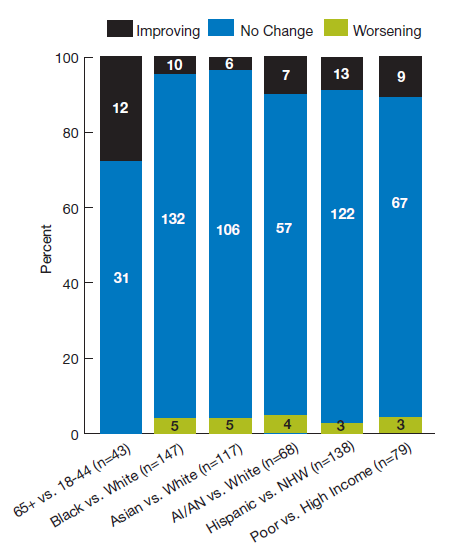 Improving No Change Worsening
100
80
60
40
20
0
Percent
12
31
10
132
5
6
106
5
7
57
4
13
122
3
9
67
3
65+ vs. 18-44 (n=43)
Black vs. White (n=147)
Asian vs. White (n=117)
AI/AN vs. White (n=68)
Hispanic vs. NHW (n=138)
Poor vs. High Income (n=79)